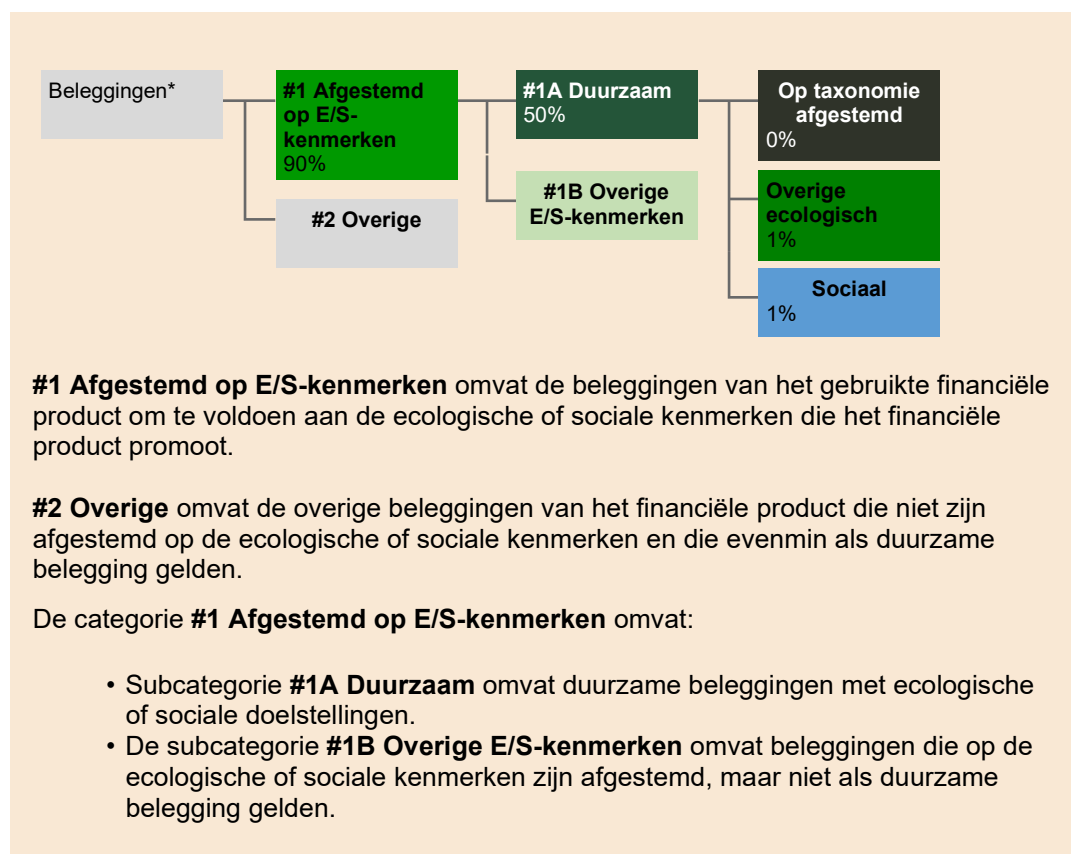 Beleggingen*
#1 Afgestemd
op E/S-
kenmerken
90%
#2 Overige
#1A Duurzaam
50%
#1B Overige
E/S-kenmerken
Op taxonomie
afgestemd
0%
Overige
ecologisch
1%
Sociaal
1%
#1 Afgestemd op E/S-kenmerken omvat de beleggingen van het gebruikte financiële
product om te voldoen aan de ecologische of sociale kenmerken die het financiële
product promoot.
#2 Overige omvat de overige beleggingen van het financiële product die niet zijn
afgestemd op de ecologische of sociale kenmerken en die evenmin als duurzame
belegging gelden.
De categorie #1 Afgestemd op E/S-kenmerken omvat:
• Subcategorie #1A Duurzaam omvat duurzame beleggingen met ecologische
of sociale doelstellingen.
• De subcategorie #1B Overige E/S-kenmerken omvat beleggingen die op de
ecologische of sociale kenmerken zijn afgestemd, maar niet als duurzame
belegging gelden.